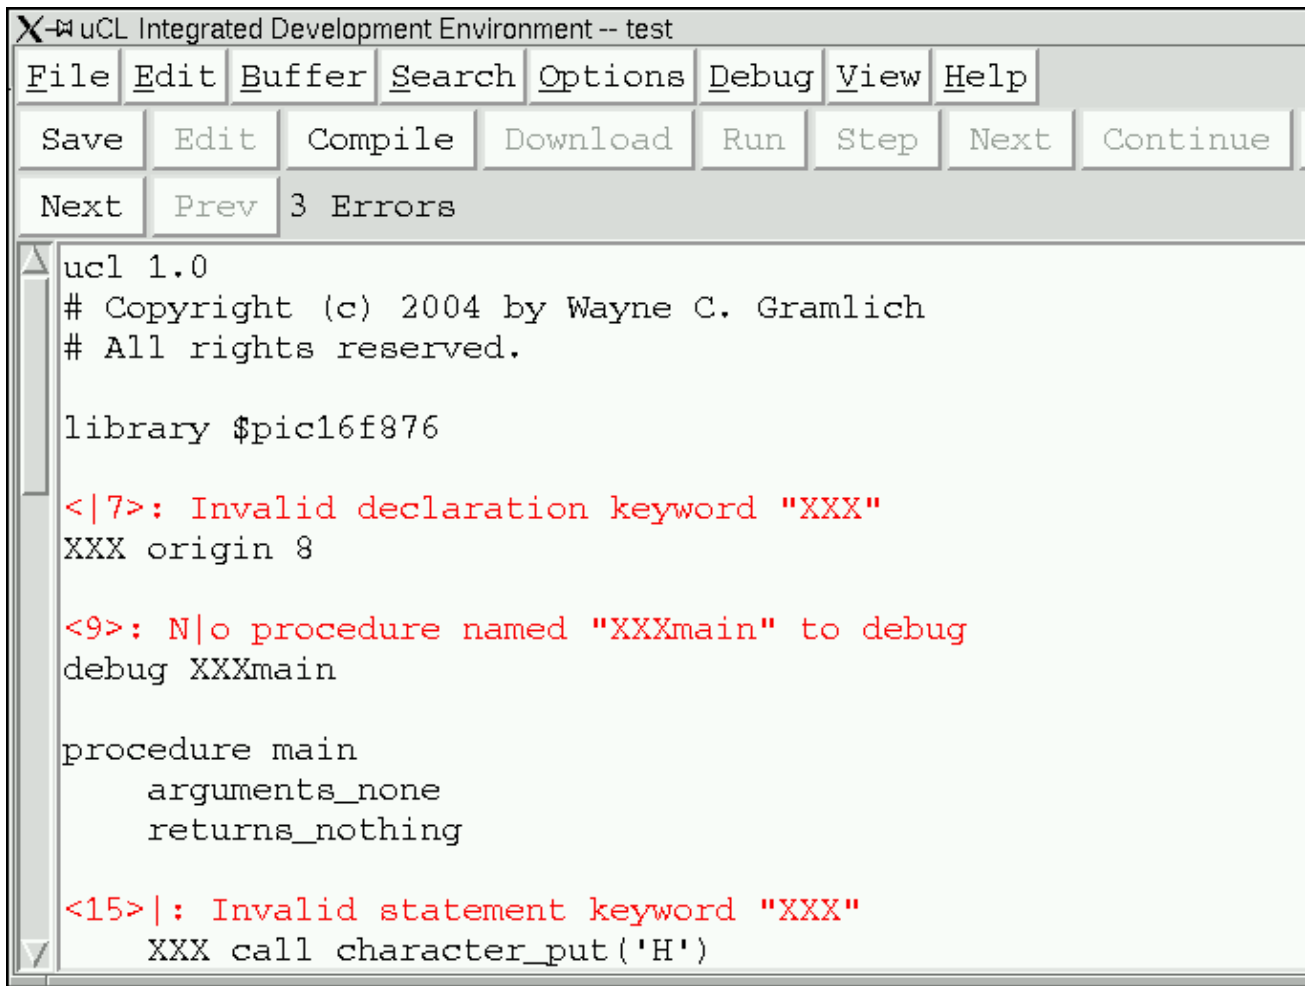 uCL Integrated Development Environment -- test
File Edit Buffer Search Options Debug View Help
Save Edit Compile Download Run Step Next Continue
Next Prev 3 Errors
ucl 1.0
# Copyright (c) 2004 by Wayne C. Gramlich
# All rights reserved.
library $pic16f876
<|7>: Invalid declaration keyword "XXX"
XXX origin 8
<9>: N|o procedure named "XXXmain" to debug
debug XXXmain
procedure main
    arguments_none
    returns_nothing
<15>|: Invalid statement keyword "XXX"
    XXX call character_put('H')